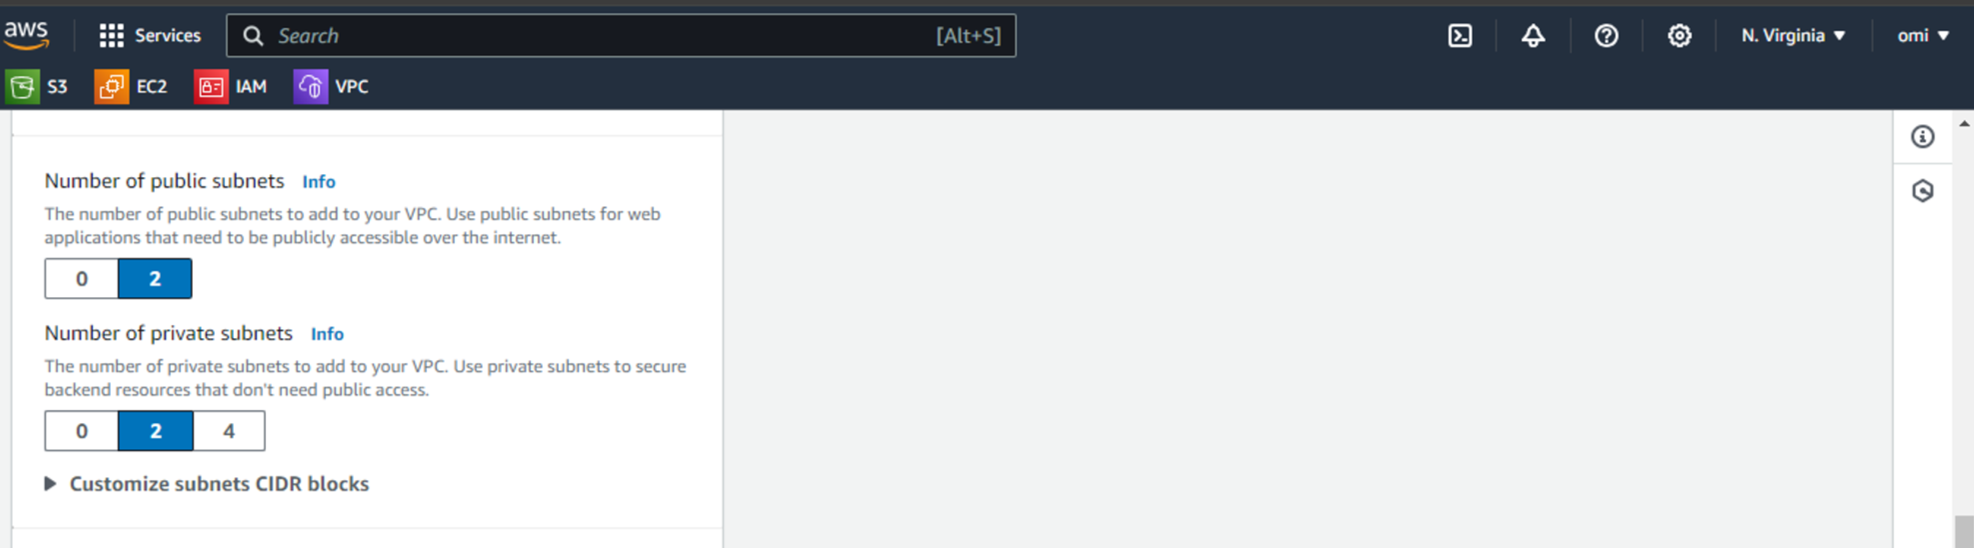 aws
Services
Search
[Alt+S]
N. Virginia
omi
S3
EC2
IAM
VPC
Number of public subnets Info
The number of public subnets to add to your VPC. Use public subnets for web
applications that need to be publicly accessible over the internet.
0 2
Number of private subnets Info
The number of private subnets to add to your VPC. Use private subnets to secure
backend resources that don't need public access.
0 2 4
Customize subnets CIDR blocks